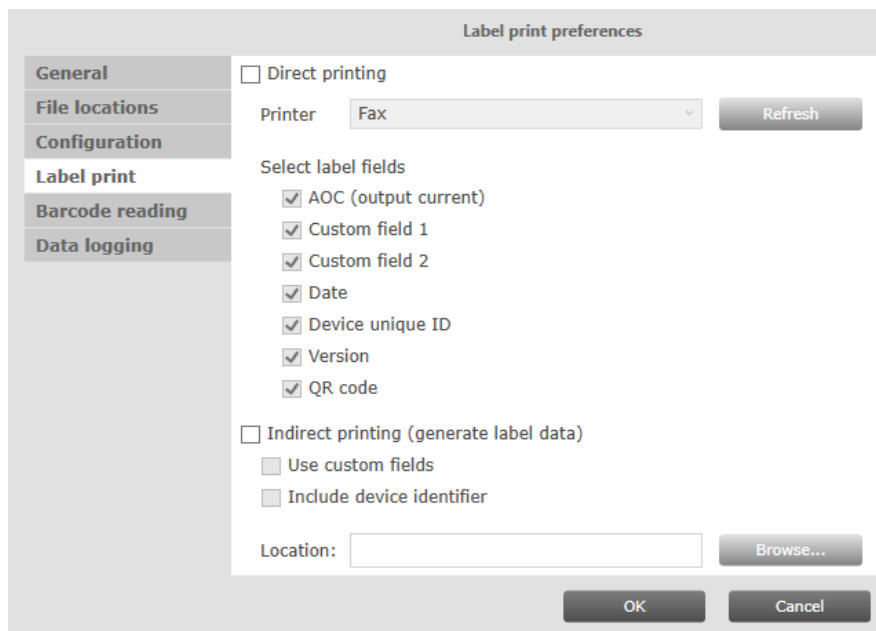 Label print preferences
General
File locations
Configuration
Label print
Barcode reading
Data logging
Direct printing
Printer Fax Refresh
Select label fields
AOC (output current)
Custom field 1
Custom field 2
Date
Device unique ID
Version
QR code
Indirect printing (generate label data)
Use custom fields
Include device identifier
Location: Browse...
OK Cancel